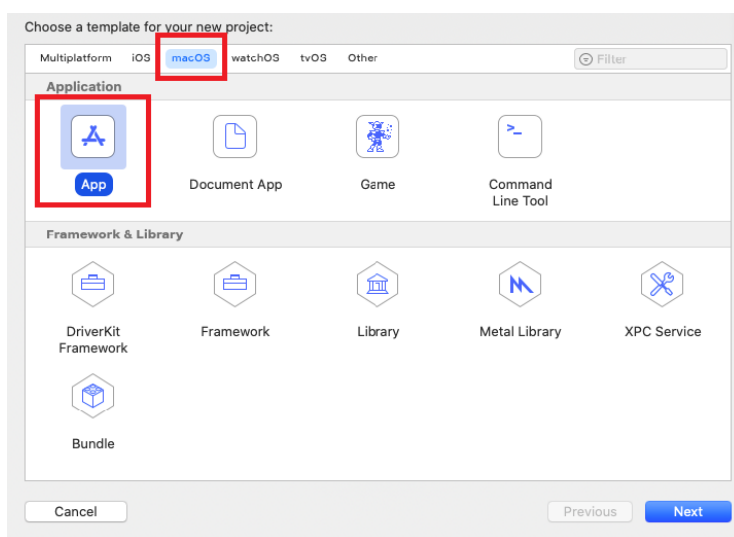 Choose a template for your new project:
Multiplatform iOS macOS watchOS tvOS Other Filter
Application
App Document App Game Command
Line Tool
Framework & Library
DriverKit Framework Library Metal Library XPC Service
Framework
Bundle
Cancel Previous Next